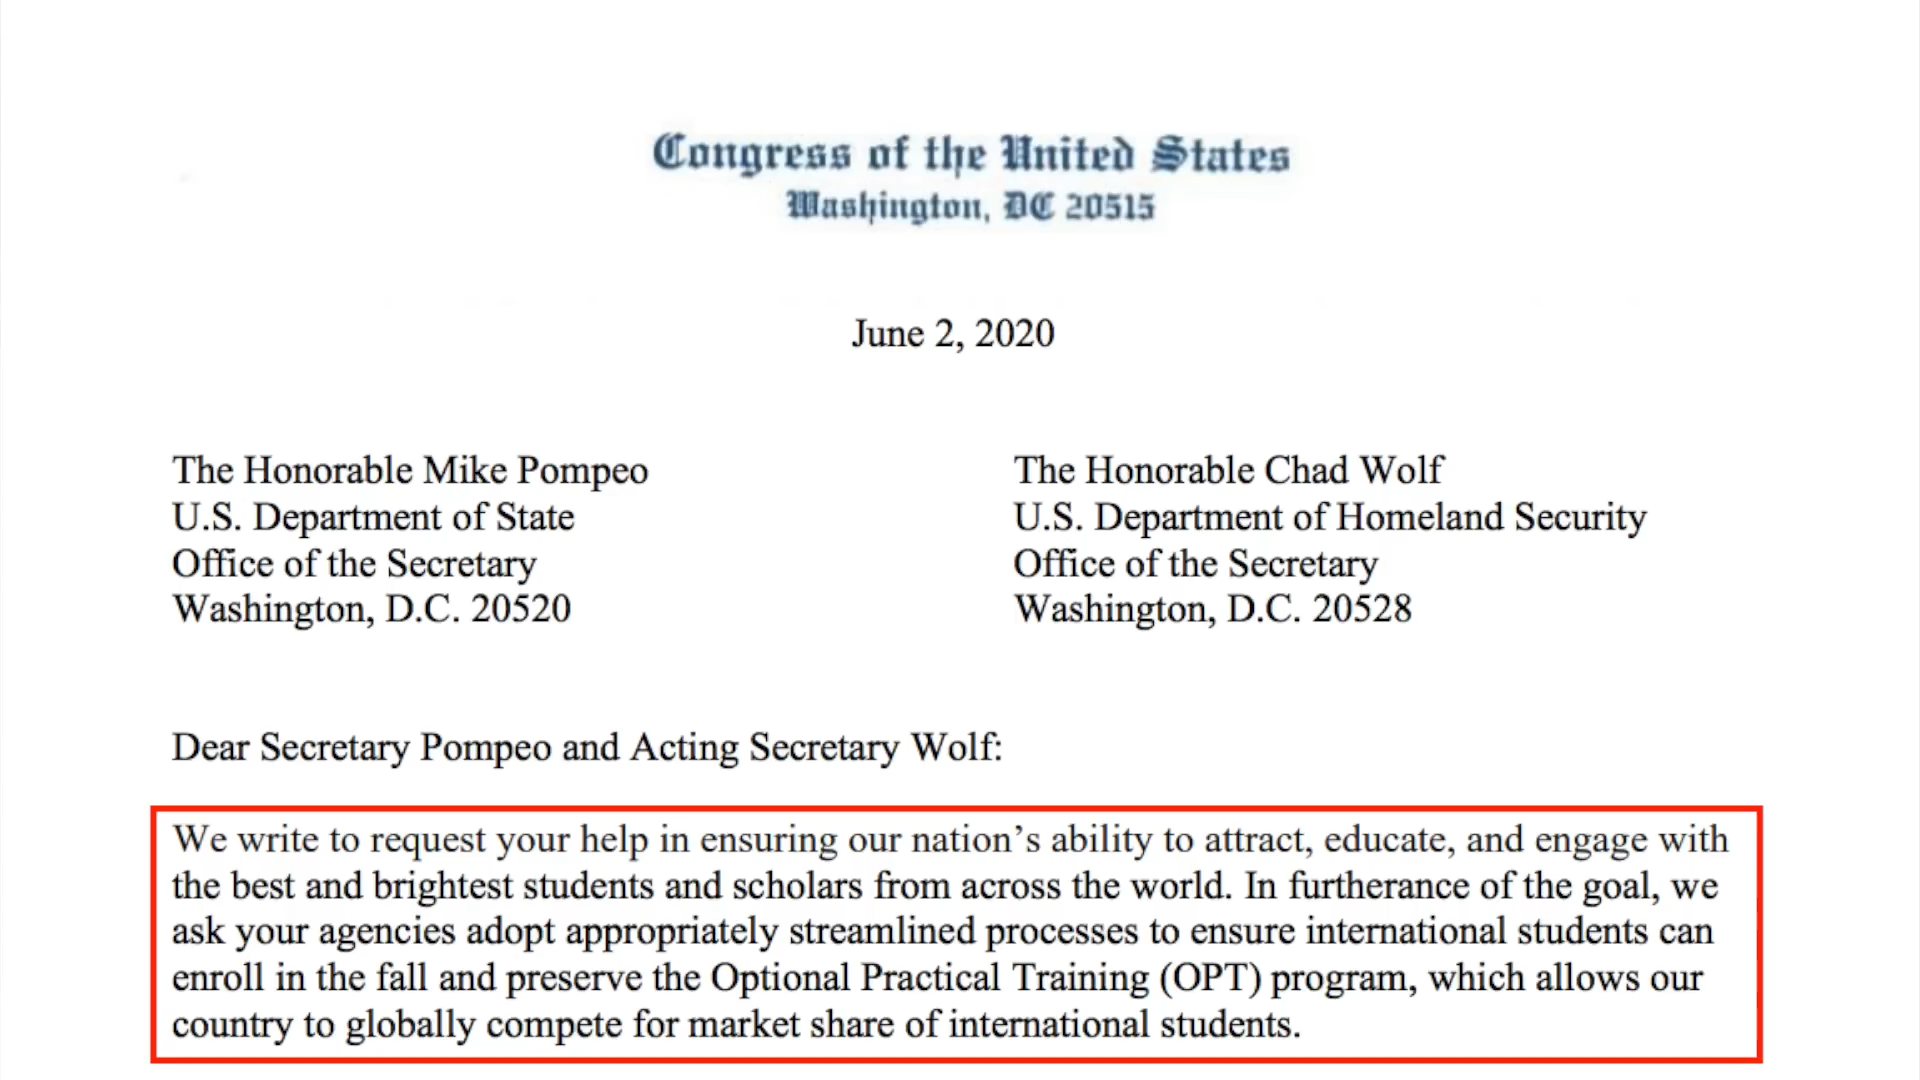 Congress of the United States
Washington, DC 20515
June 2, 2020
The Honorable Mike Pompeo
U.S. Department of State
Office of the Secretary
Washington, D.C. 20520
The Honorable Chad Wolf
U.S. Department of Homeland Security
Office of the Secretary
Washington, D.C. 20528
Dear Secretary Pompeo and Acting Secretary Wolf:
We write to request your help in ensuring our nation’s ability to attract, educate, and engage with
the best and brightest students and scholars from across the world. In furtherance of the goal, we
ask your agencies adopt appropriately streamlined processes to ensure international students can
enroll in the fall and preserve the Optional Practical Training (OPT) program, which allows our
country to globally compete for market share of international students.